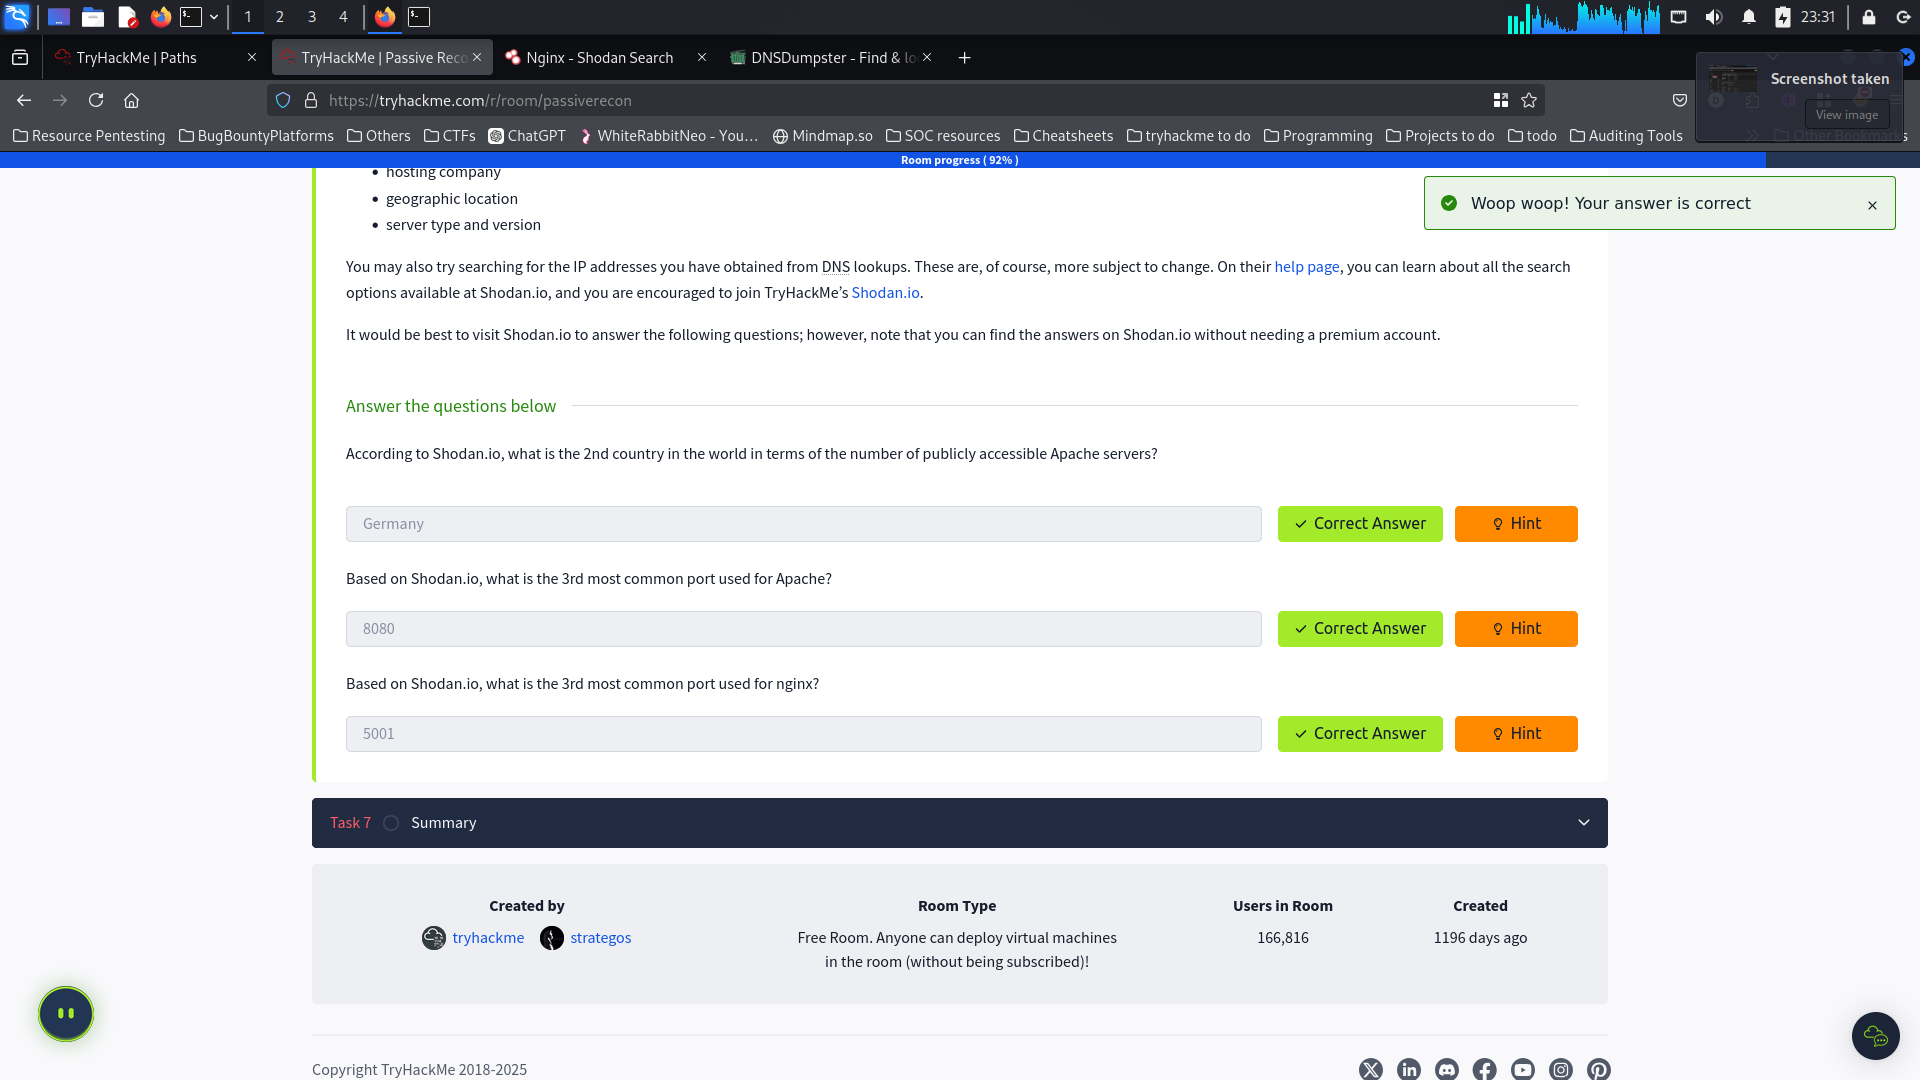 1 2 3 4 23:31
TryHackMe | Paths TryHackMe | Passive Reco Nginx - Shodan Search DNSDumpster - Find & lo
https://tryhackme.com/r/room/passiverecon
Screenshot taken
View image
Resource Pentesting BugBountyPlatforms Others CTFs ChatGPT WhiteRabbitNeo - You… Mindmap.so SOC resources Cheatsheets tryhackme to do Programming Projects to do todo Auditing Tools Other Bookmarks
Room progress ( 92% )
hosting company
geographic location
server type and version
Woop woop! Your answer is correct
You may also try searching for the IP addresses you have obtained from DNS lookups. These are, of course, more subject to change. On their help page, you can learn about all the search
options available at Shodan.io, and you are encouraged to join TryHackMe’s Shodan.io.
It would be best to visit Shodan.io to answer the following questions; however, note that you can find the answers on Shodan.io without needing a premium account.
Answer the questions below
According to Shodan.io, what is the 2nd country in the world in terms of the number of publicly accessible Apache servers?
Germany Correct Answer Hint
Based on Shodan.io, what is the 3rd most common port used for Apache?
8080 Correct Answer Hint
Based on Shodan.io, what is the 3rd most common port used for nginx?
5001 Correct Answer Hint
Task 7 Summary
Created by Room Type Users in Room Created
tryhackme strategos Free Room. Anyone can deploy virtual machines 166,816 1196 days ago
in the room (without being subscribed)!
Copyright TryHackMe 2018-2025